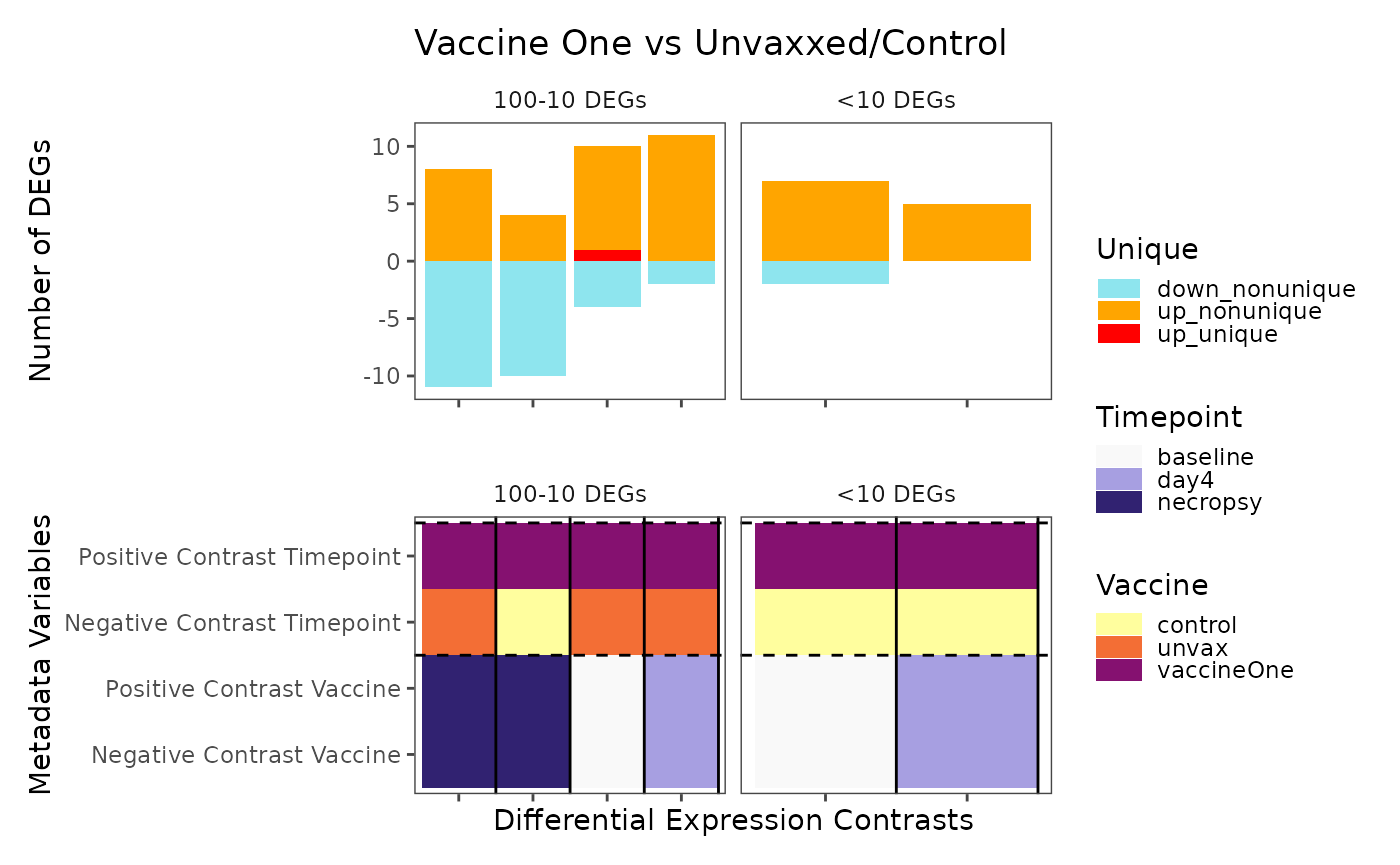 Vaccine One vs Unvaxxed/Control
100-10 DEGs
<10 DEGs
Number of DEGs
10
5
0
-5
-10
Unique
down_nonunique
up_nonunique
up_unique
Timepoint
baseline
day4
necropsy
Vaccine
control
unvax
vaccineOne
100-10 DEGs
<10 DEGs
Metadata Variables
Positive Contrast Timepoint
Negative Contrast Timepoint
Positive Contrast Vaccine
Negative Contrast Vaccine
Differential Expression Contrasts